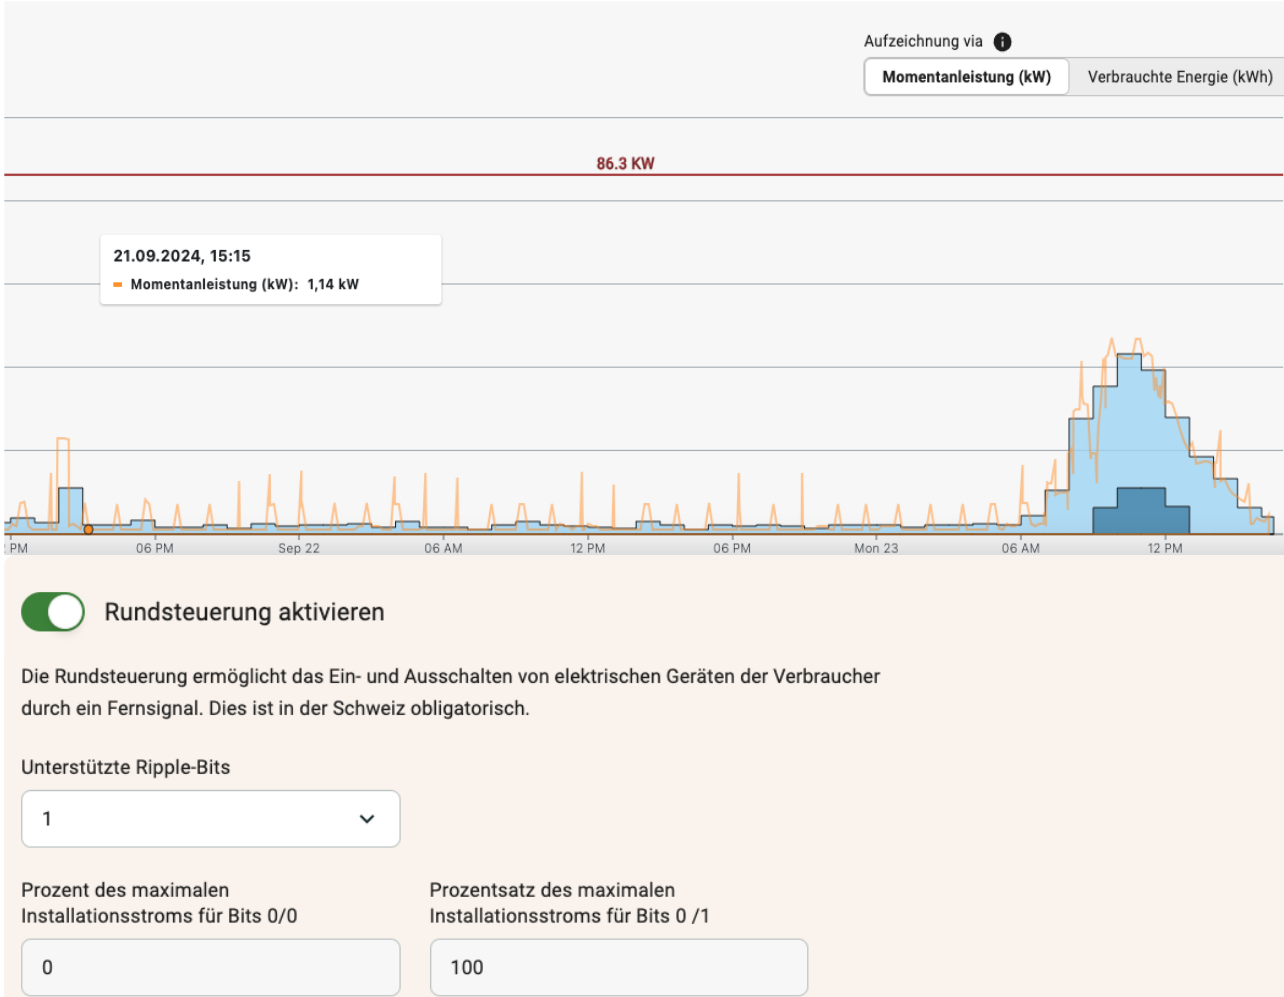 Aufzeichnung via
Momentanleistung (kW) Verbrauchte Energie (kWh)
86.3 KW
21.09.2024, 15:15
Momentanleistung (kW): 1,14 kW
PM 06 PM Sep 22 06 AM 12 PM 06 PM Mon 23 06 AM 12 PM
Rundsteuerung aktivieren
Die Rundsteuerung ermöglicht das Ein- und Ausschalten von elektrischen Geräten der Verbraucher
durch ein Fernsignal. Dies ist in der Schweiz obligatorisch.
Unterstützte Ripple-Bits
1
Prozent des maximalen
Installationsstroms für Bits 0/0
0
Prozentsatz des maximalen
Installationsstroms für Bits 0 /1
100